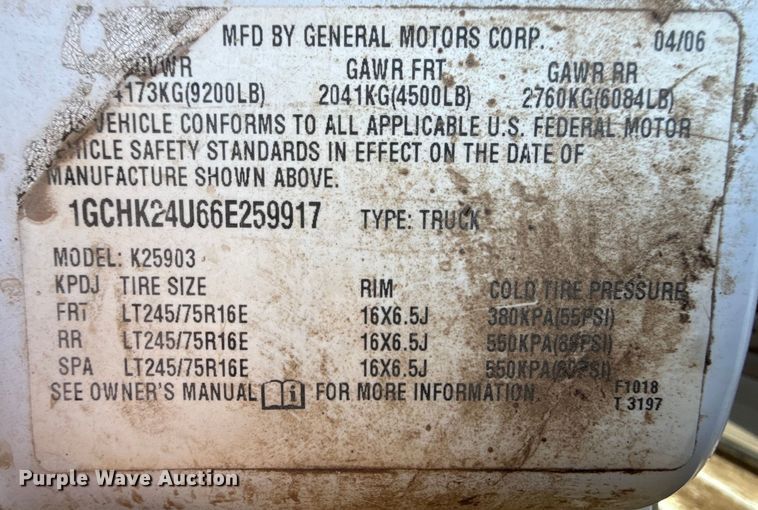 MFD BY GENERAL MOTORS CORP. 04/06
GVWR GAWR FRT GAWR RR
4173KG(9200LB) 2041KG(4500LB) 2760KG(6084LB)
VEHICLE CONFORMS TO ALL APPLICABLE U.S. FEDERAL MOTOR
VEHICLE SAFETY STANDARDS IN EFFECT ON THE DATE OF
MANUFACTURE SHOWN ABOVE.
1GCHK24U66E259917 TYPE: TRUCK
MODEL: K25903
KPDJ TIRE SIZE RIM COLD TIRE PRESSURE
FRT LT245/75R16E 16X6.5J 380KPA(55PSI)
RR LT245/75R16E 16X6.5J 550KPA(80PSI)
SPA LT245/75R16E 16X6.5J 550KPA(80PSI)
SEE OWNER'S MANUAL FOR MORE INFORMATION
F1018
T 3197
Purple Wave Auction